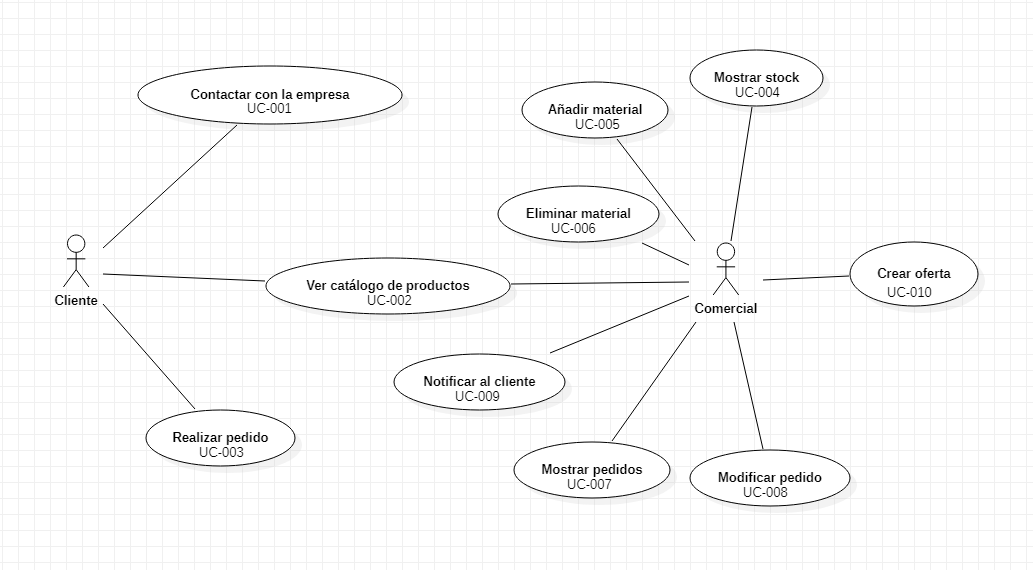 Mostrar stock
UC-004
Contactar con la empresa
UC-001
Añadir material
UC-005
Eliminar material
UC-006
Crear oferta
UC-010
Ver catálogo de productos
UC-002
Cliente
Comercial
Notificar al cliente
UC-009
Realizar pedido
UC-003
Mostrar pedidos
UC-007
Modificar pedido
UC-008